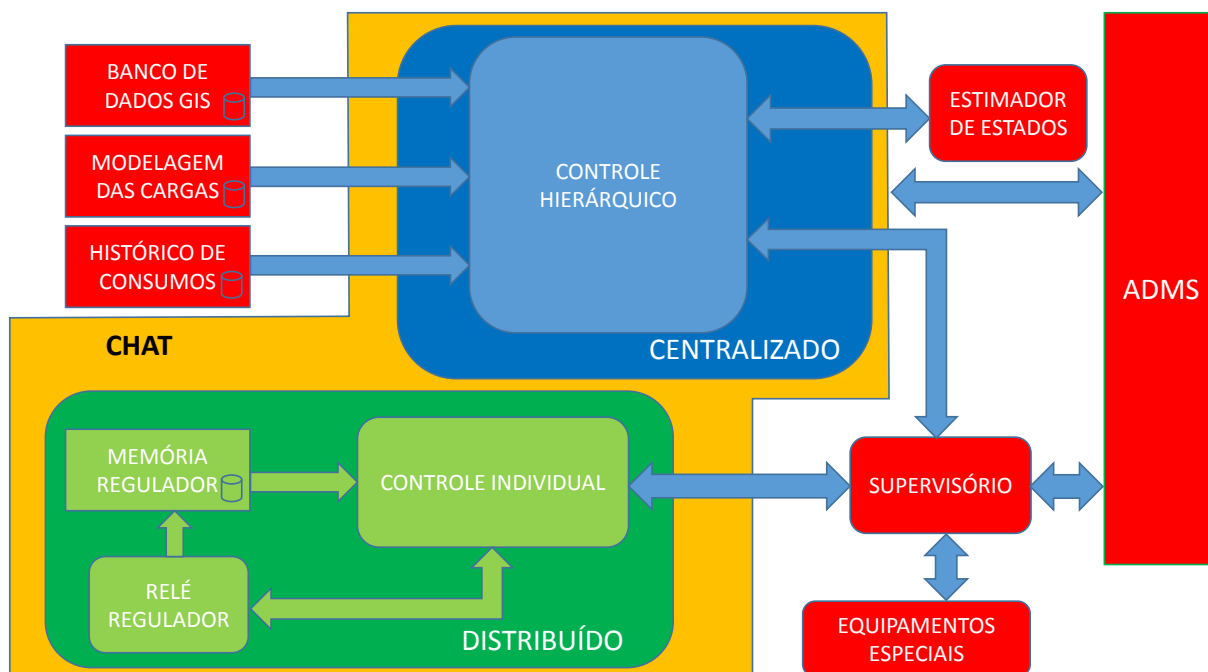 BANCO DE
DADOS GIS
MODELAGEM
DAS CARGAS
HISTÓRICO DE
CONSUMOS
CONTROLE
HIERÁRQUICO
CENTRALIZADO
ESTIMADOR
DE ESTADOS
ADMS
CHAT
MEMÓRIA
REGULADOR
CONTROLE INDIVIDUAL
RELÉ
REGULADOR
DISTRIBUÍDO
SUPERVISÓRIO
EQUIPAMENTOS
ESPECIAIS